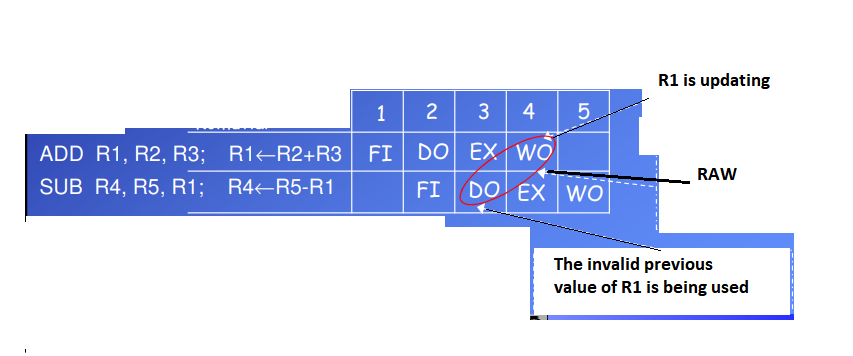 R1 is updating
1 2 3 4 5
ADD R1, R2, R3; R1←R2+R3 FI DO EX WO
RAW
SUB R4, R5, R1; R4←R5-R1 FI DO EX WO
The invalid previous
value of R1 is being used